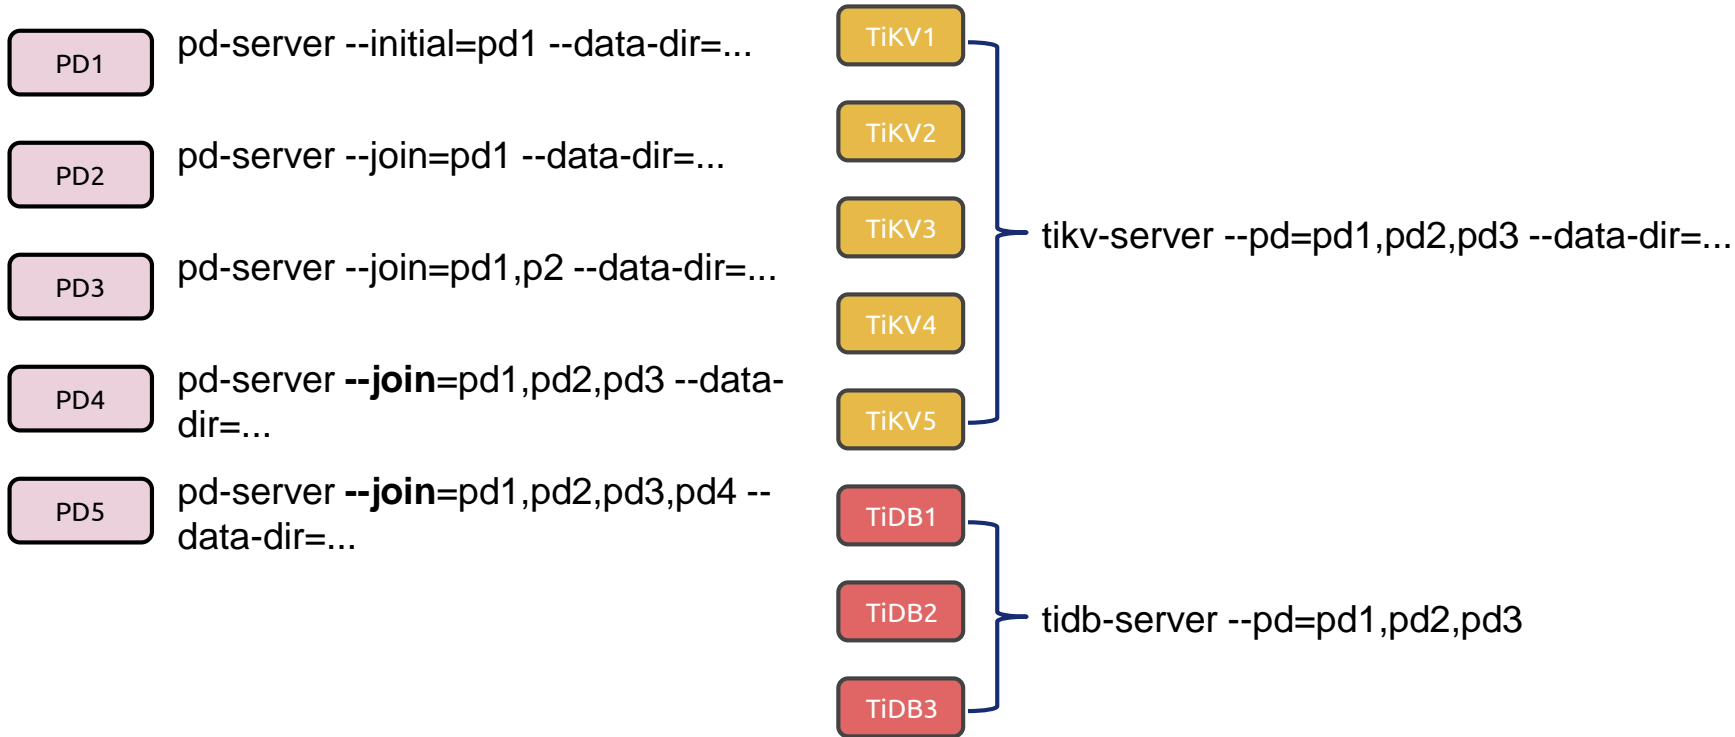 PD1
pd-server --initial=pd1 --data-dir=...
PD2
pd-server --join=pd1 --data-dir=...
PD3
pd-server --join=pd1,p2 --data-dir=...
PD4
pd-server --join=pd1,pd2,pd3 --data-
dir=...
PD5
pd-server --join=pd1,pd2,pd3,pd4 --
data-dir=...
TiKV1
TiKV2
TiKV3
TiKV4
TiKV5
tikv-server --pd=pd1,pd2,pd3 --data-dir=...
TiDB1
TiDB2
TiDB3
tidb-server --pd=pd1,pd2,pd3